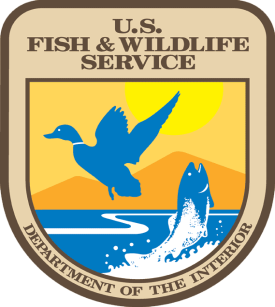 U.S.
FISH & WILDLIFE
SERVICE
DEPARTMENT OF THE INTERIOR